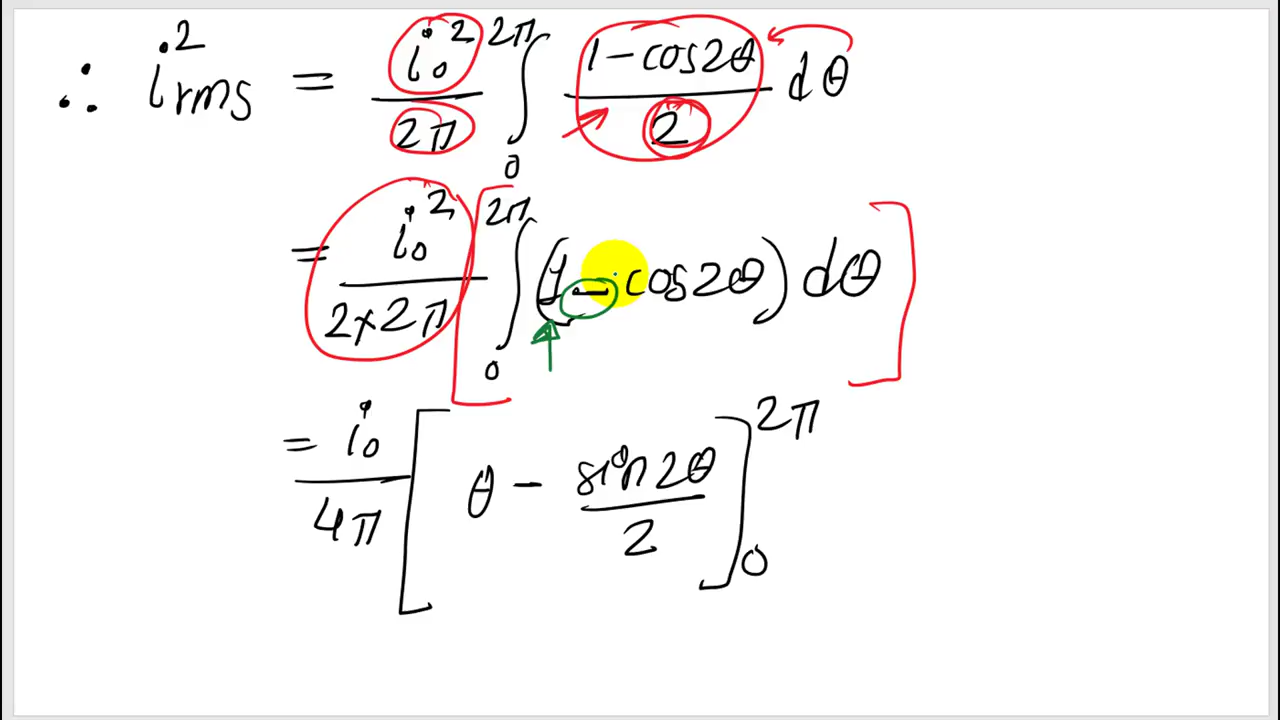 ∴ i²rms = i₀²/2π ∫₀^2π (1 − cos2θ)/2 dθ
= i₀²/2×2π ∫₀^2π (1 − cos2θ) dθ
= i₀/4π [θ − sin2θ/2]₀^2π